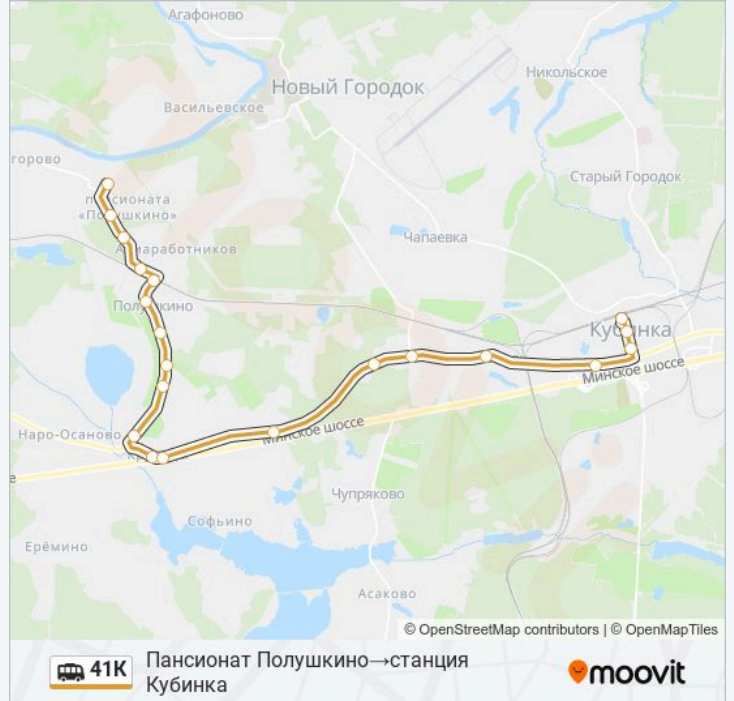 Агафоново
Новый Городок
Никольское
Васильевское
горово
Старый Городок
пансионата
«Полушкино»
Чапаевка
Авиаработников
Полушкино
Кубинка
Минское шоссе
Наро-Осаново
Минское шоссе
е
Чупряково
Софьино
Ерёмино
Асаково
© OpenStreetMap contributors | © OpenMapTiles
41К
Пансионат Полушкино→станция
Кубинка
moovit